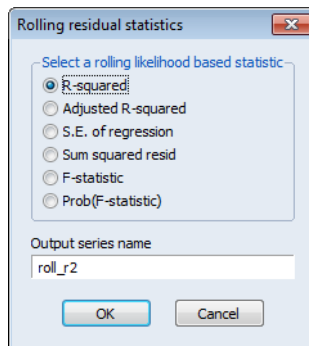 Rolling residual statistics
Select a rolling likelihood based statistic
R-squared
Adjusted R-squared
S.E. of regression
Sum squared resid
F-statistic
Prob(F-statistic)
Output series name
roll_r2
OK
Cancel